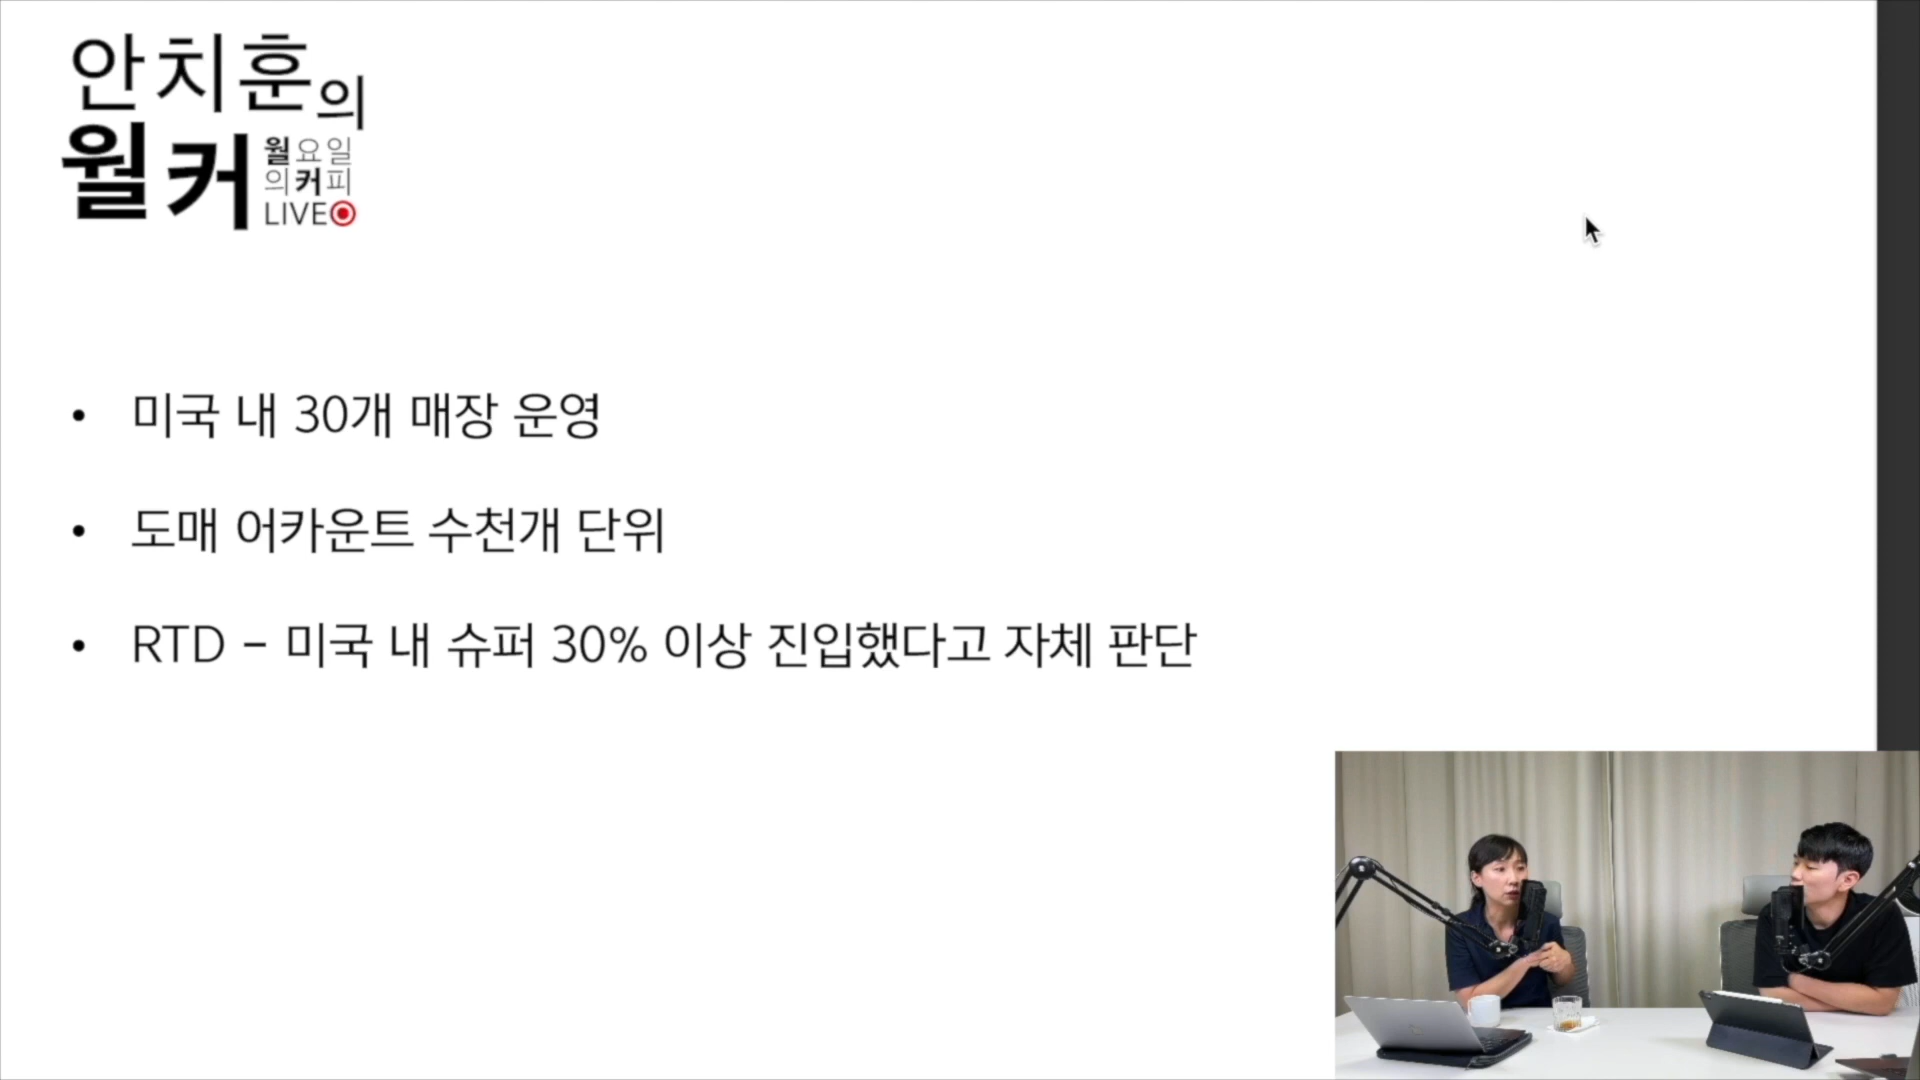 안치훈의
월커
월요일
의커피
LIVE
• 미국 내 30개 매장 운영
• 도매 어카운트 수천개 단위
• RTD – 미국 내 슈퍼 30% 이상 진입했다고 자체 판단